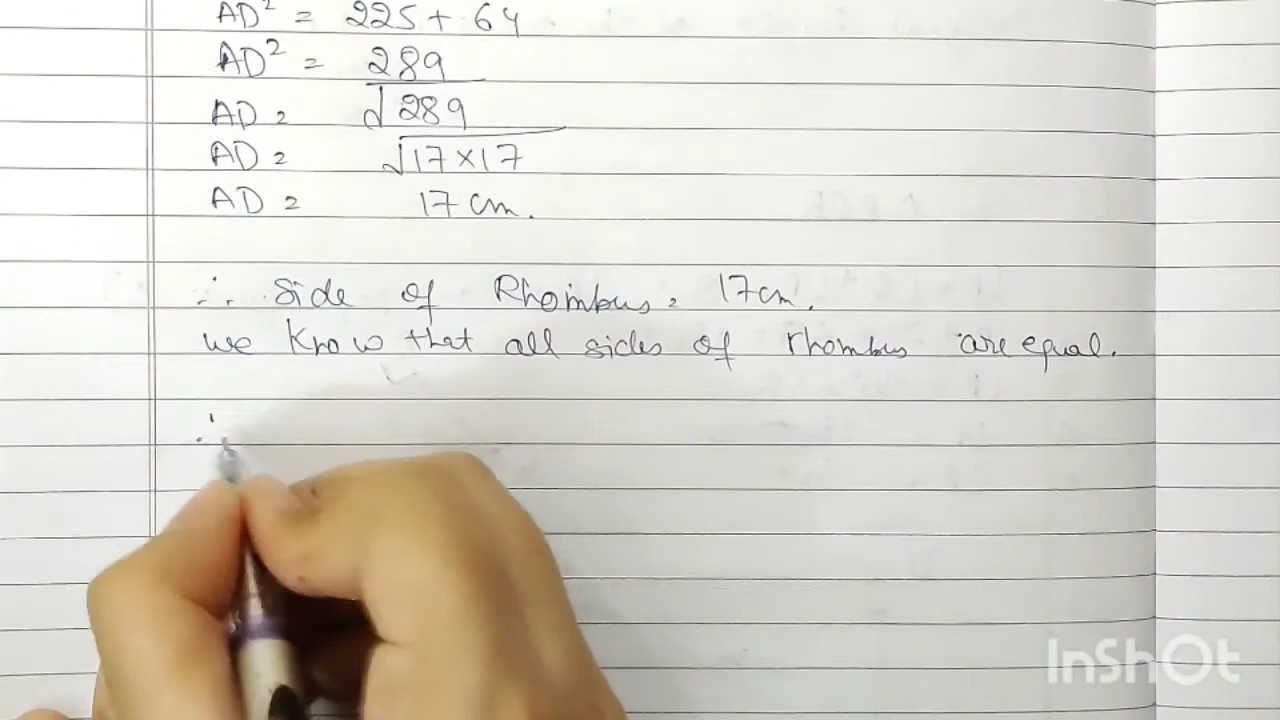 AD² = 225 + 64
AD² = 289
AD = √289
AD = √17×17
AD = 17 cm.
∴ Side of Rhombus = 17cm.
we know that all sides of rhombus are equal.
∴
InShOt